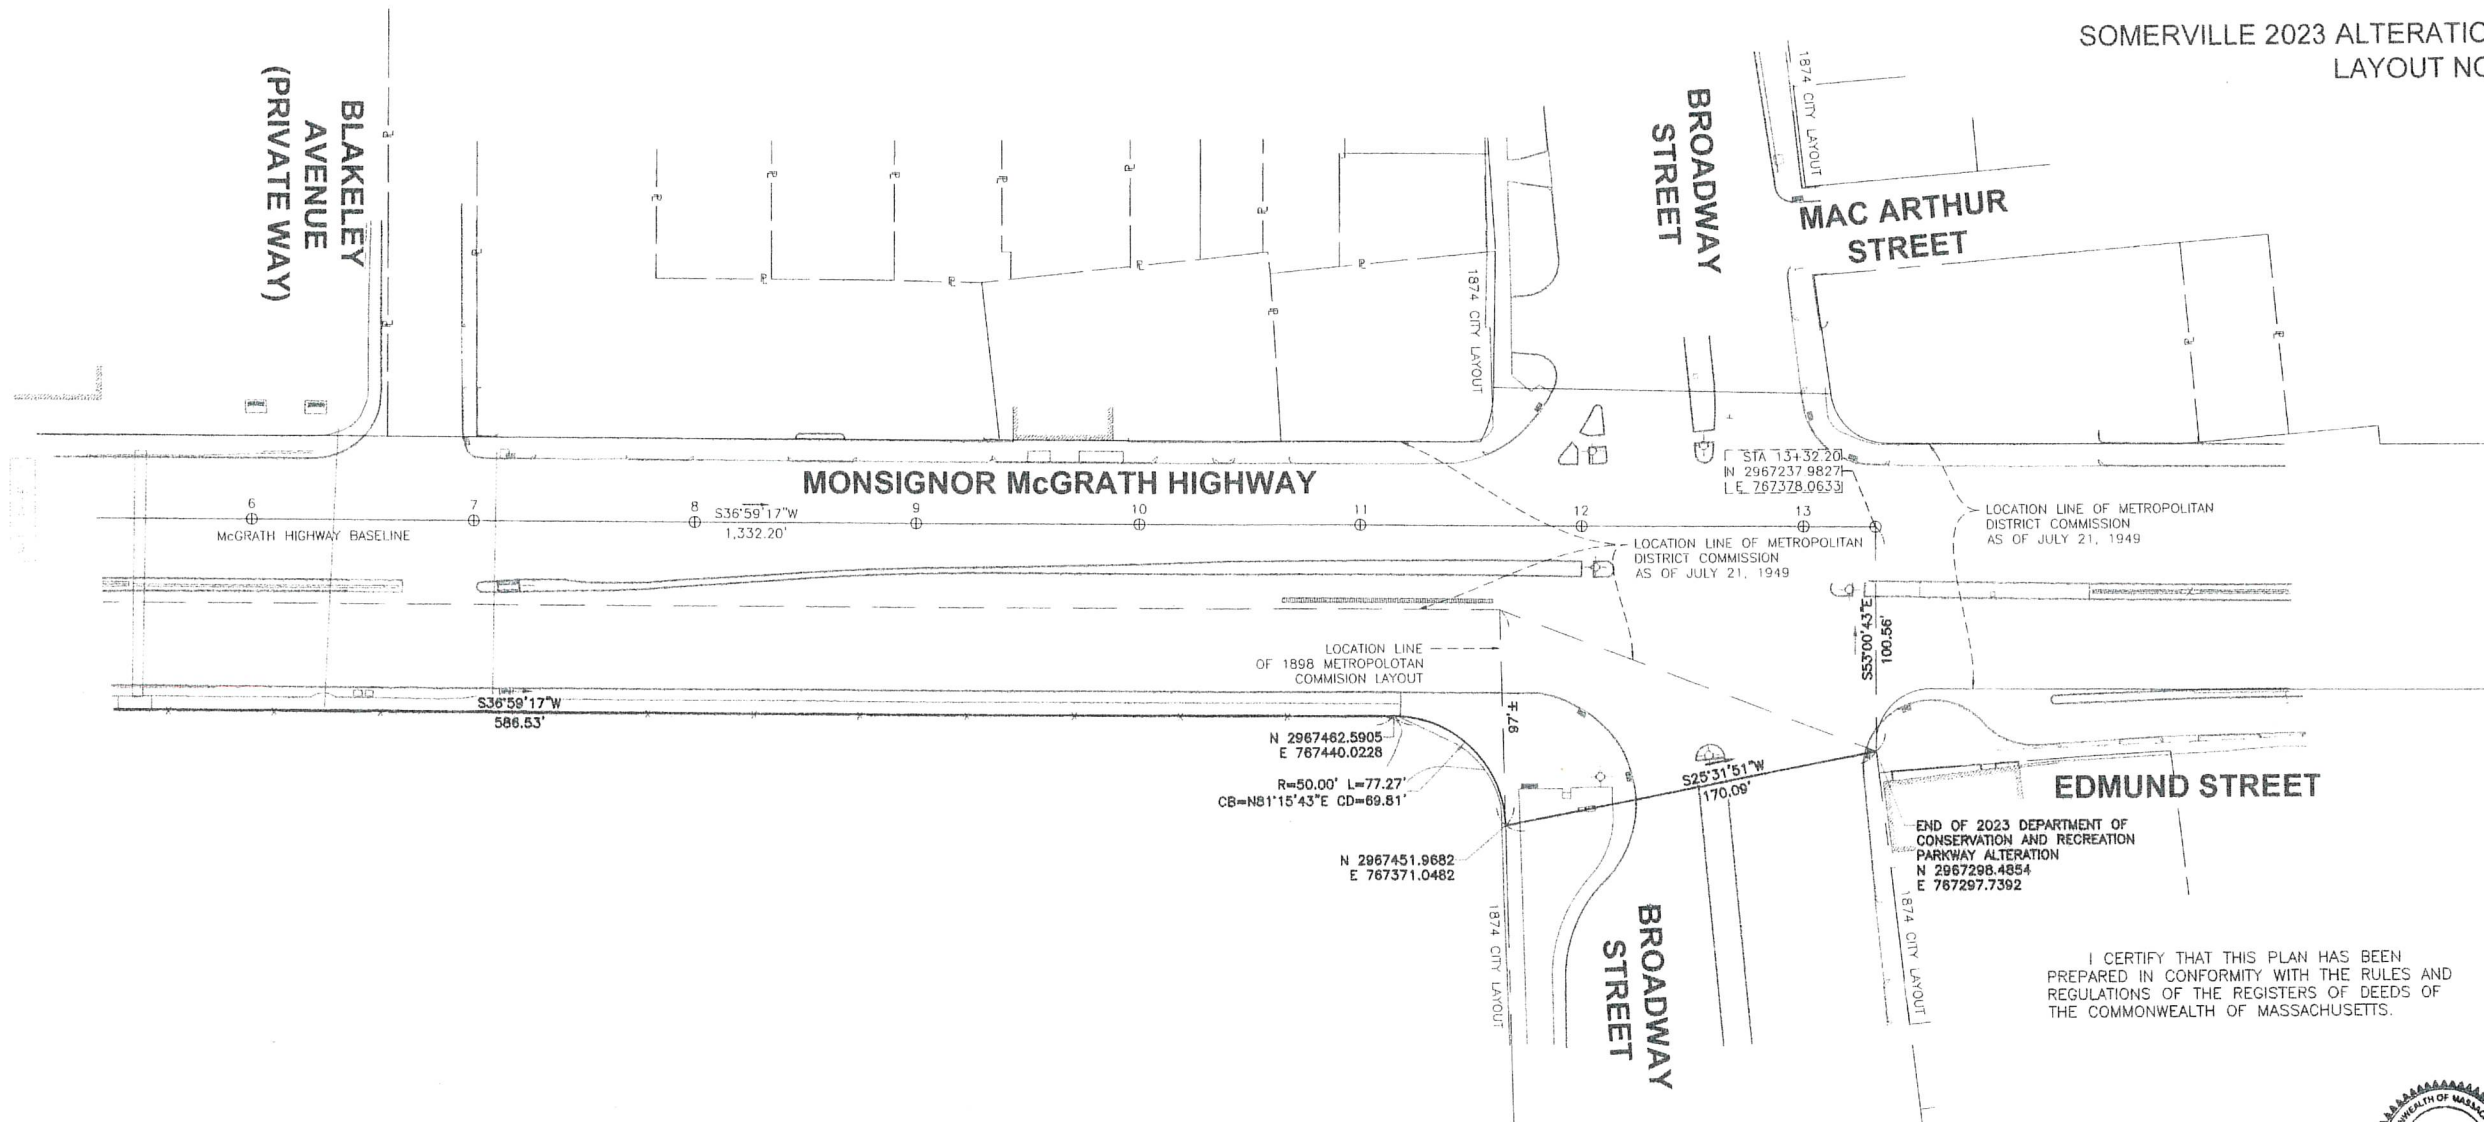 SOMERVILLE 2023 ALTERATIO
LAYOUT NO
BLAKELEY
AVENUE
(PRIVATE WAY)
BROADWAY
STREET
1874 CITY LAYOUT
MAC ARTHUR
STREET
1874 CITY LAYOUT
MONSIGNOR McGRATH HIGHWAY
STA 13+32.20
N 2967237.9827
E 767378.0633
6
7
8
9
10
11
12
13
S36°59'17"W
1,332.20'
McGRATH HIGHWAY BASELINE
LOCATION LINE OF METROPOLITAN
DISTRICT COMMISSION
AS OF JULY 21, 1949
LOCATION LINE OF METROPOLITAN
DISTRICT COMMISSION
AS OF JULY 21, 1949
S53°00'43"E
100.56'
LOCATION LINE
OF 1898 METROPOLOTAN
COMMISION LAYOUT
S36°59'17"W
586.53'
97.±
N 2967462.5905
E 767440.0228
R=50.00' L=77.27'
CB=N81°15'43"E CD=69.81'
S25°31'51"W
170.09'
EDMUND STREET
N 2967451.9682
E 767371.0482
END OF 2023 DEPARTMENT OF
CONSERVATION AND RECREATION
PARKWAY ALTERATION
N 2967298.4854
E 767297.7392
1874 CITY LAYOUT
BROADWAY
STREET
1874 CITY LAYOUT
I CERTIFY THAT THIS PLAN HAS BEEN
PREPARED IN CONFORMITY WITH THE RULES AND
REGULATIONS OF THE REGISTERS OF DEEDS OF
THE COMMONWEALTH OF MASSACHUSETTS.